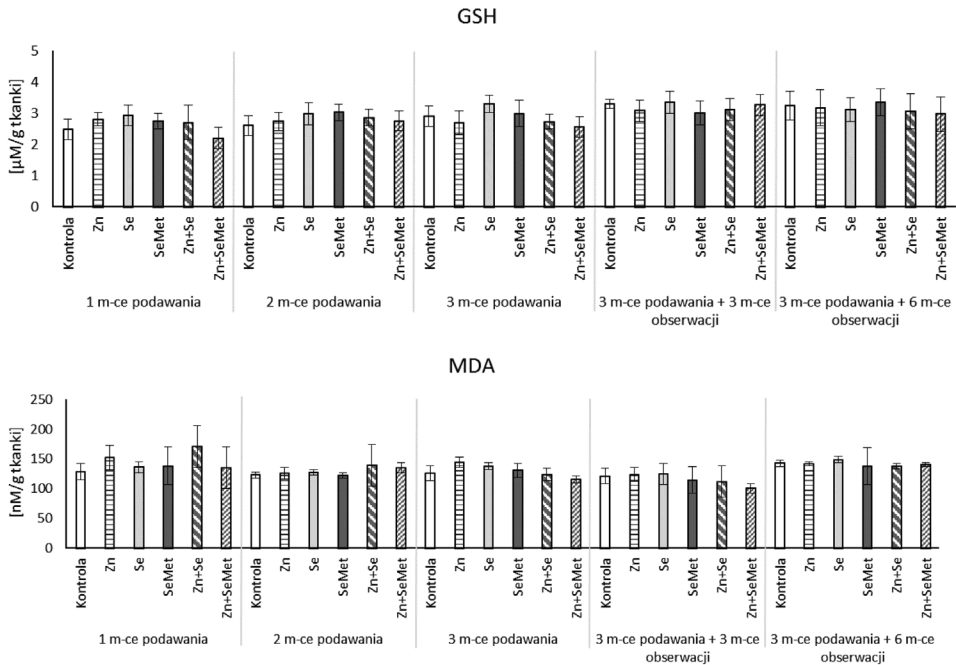 GSH
[µM/g tkanki]
5
4
3
2
1
0
Kontrola
Zn
Se
SeMet
Zn+Se
Zn+SeMet
Kontrola
Zn
Se
SeMet
Zn+Se
Zn+SeMet
Kontrola
Zn
Se
SeMet
Zn+Se
Zn+SeMet
Kontrola
Zn
Se
SeMet
Zn+Se
Zn+SeMet
Kontrola
Zn
Se
SeMet
Zn+Se
Zn+SeMet
1 m-ce podawania
2 m-ce podawania
3 m-ce podawania
3 m-ce podawania + 3 m-ce
obserwacji
3 m-ce podawania + 6 m-ce
obserwacji
MDA
[nM/g tkanki]
250
200
150
100
50
0
Kontrola
Zn
Se
SeMet
Zn+Se
Zn+SeMet
Kontrola
Zn
Se
SeMet
Zn+Se
Zn+SeMet
Kontrola
Zn
Se
SeMet
Zn+Se
Zn+SeMet
Kontrola
Zn
Se
SeMet
Zn+Se
Zn+SeMet
Kontrola
Zn
Se
SeMet
Zn+Se
Zn+SeMet
1 m-ce podawania
2 m-ce podawania
3 m-ce podawania
3 m-ce podawania + 3 m-ce
obserwacji
3 m-ce podawania + 6 m-ce
obserwacji